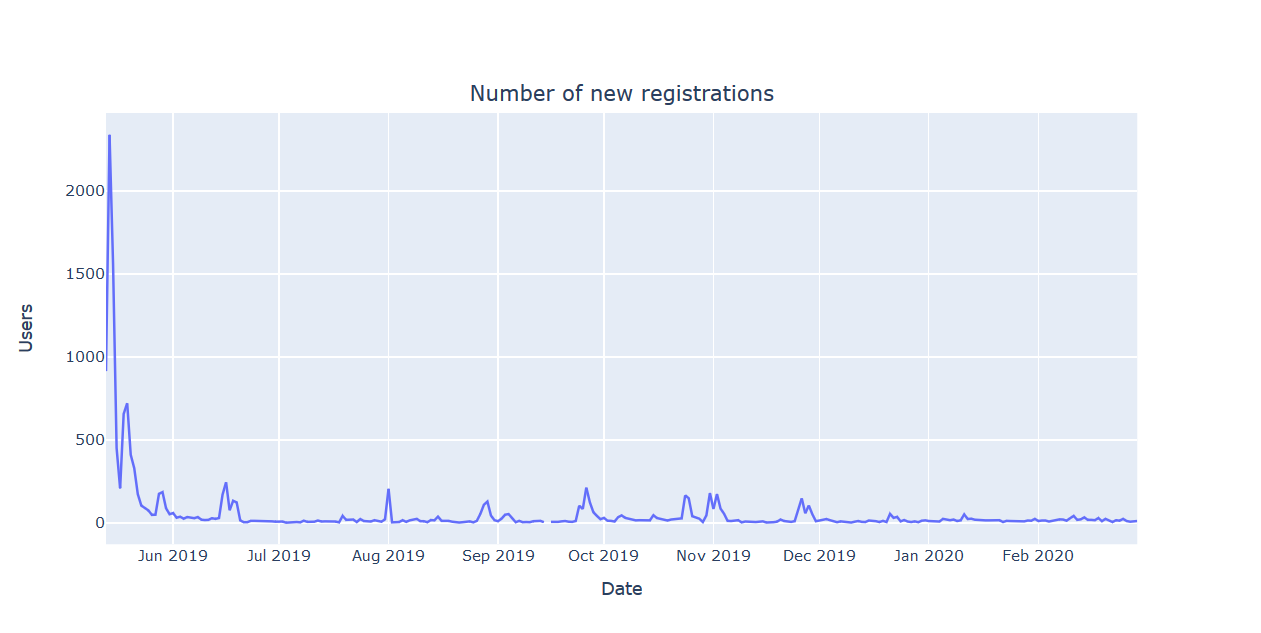 Number of new registrations
Users
2000
1500
1000
500
0
Jun 2019 Jul 2019 Aug 2019 Sep 2019 Oct 2019 Nov 2019 Dec 2019 Jan 2020 Feb 2020
Date